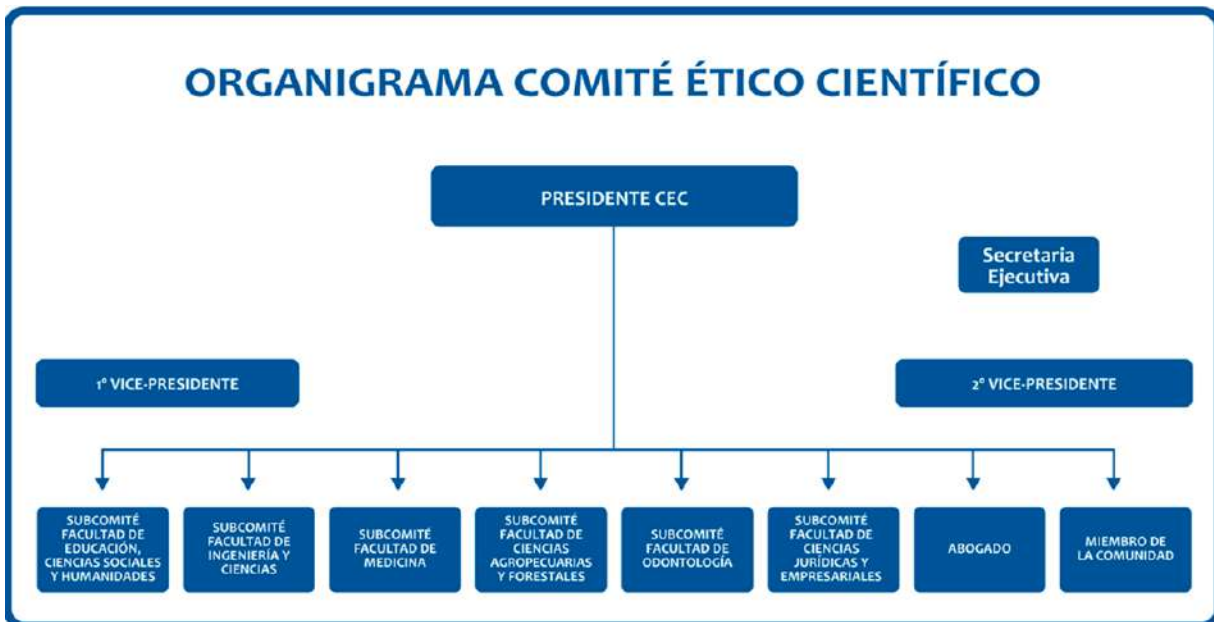 ORGANIGRAMA COMITÉ ÉTICO CIENTÍFICO
PRESIDENTE CEC
Secretaria
Ejecutiva
1º VICE-PRESIDENTE
2º VICE-PRESIDENTE
SUBCOMITÉ
FACULTAD DE
EDUCACIÓN,
CIENCIAS SOCIALES
Y HUMANIDADES
SUBCOMITÉ
FACULTAD DE
INGENIERÍA Y
CIENCIAS
SUBCOMITÉ
FACULTAD DE
MEDICINA
SUBCOMITÉ
FACULTAD DE
CIENCIAS
AGROPECUARIAS
Y FORESTALES
SUBCOMITÉ
FACULTAD DE
ODONTOLOGÍA
SUBCOMITÉ
FACULTAD DE
CIENCIAS
JURÍDICAS Y
EMPRESARIALES
ABOGADO
MIEMBRO DE
LA COMUNIDAD